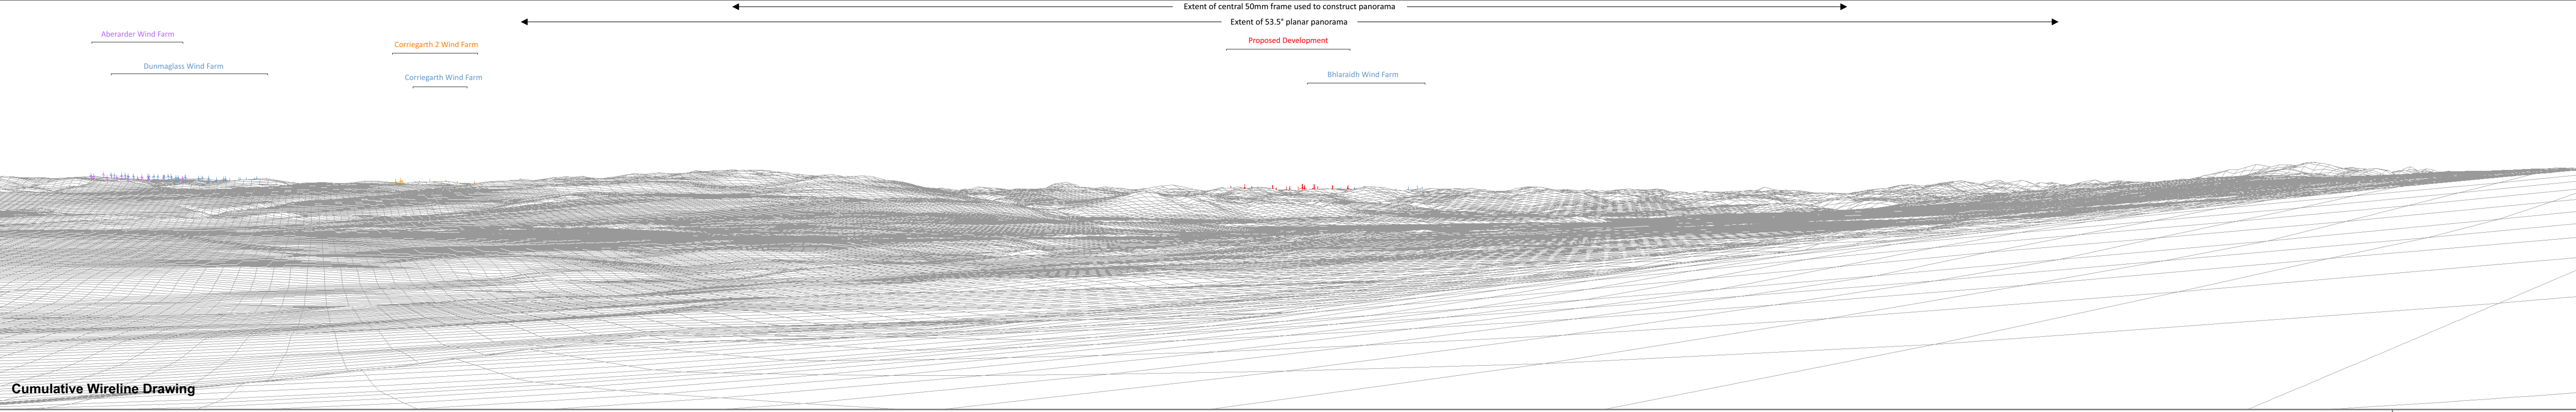 Extent of central 50mm frame used to construct panorama
Extent of 53.5° planar panorama
Aberarder Wind Farm
Corriegarth 2 Wind Farm
Proposed Development
Dunmaglass Wind Farm
Corriegarth Wind Farm
Bhlaraidh Wind Farm
Cumulative Wireline Drawing